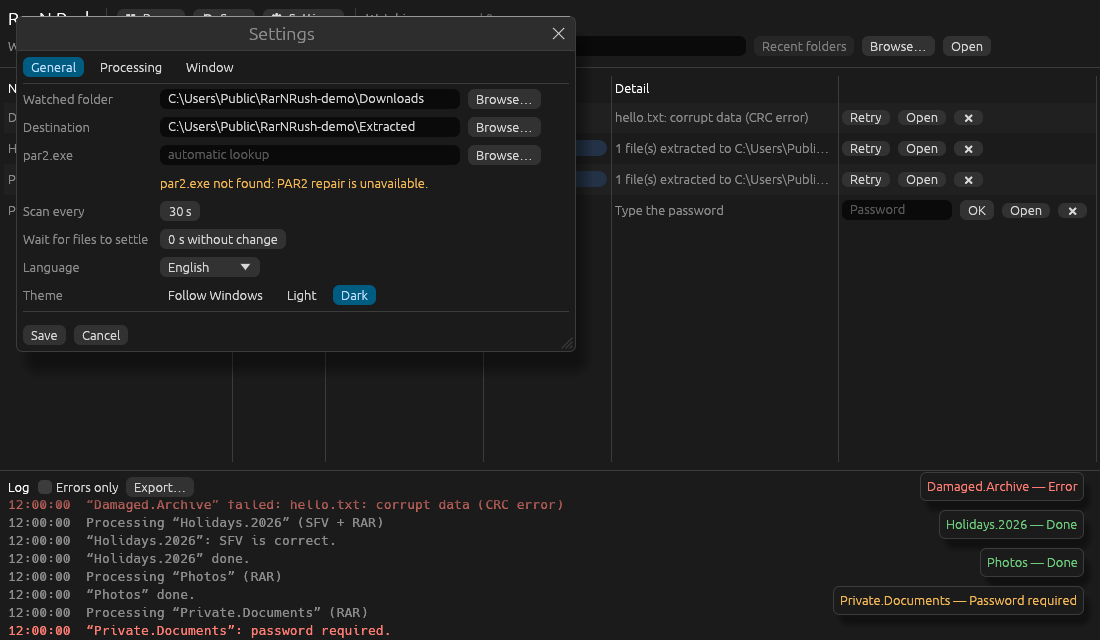 Settings
General Processing Window
Watched folder C:\Users\Public\RarNRush-demo\Downloads Browse…
Destination C:\Users\Public\RarNRush-demo\Extracted Browse…
par2.exe automatic lookup Browse…
par2.exe not found: PAR2 repair is unavailable.
Scan every 30 s
Wait for files to settle 0 s without change
Language English
Theme Follow Windows Light Dark
Save Cancel
Recent folders Browse… Open
Detail
hello.txt: corrupt data (CRC error) Retry Open ×
1 file(s) extracted to C:\Users\Publi… Retry Open ×
1 file(s) extracted to C:\Users\Publi… Retry Open ×
Type the password Password OK Open ×
Log Errors only Export…
12:00:00 “Damaged.Archive” failed: hello.txt: corrupt data (CRC error)
12:00:00 Processing “Holidays.2026” (SFV + RAR)
12:00:00 “Holidays.2026”: SFV is correct.
12:00:00 “Holidays.2026” done.
12:00:00 Processing “Photos” (RAR)
12:00:00 “Photos” done.
12:00:00 Processing “Private.Documents” (RAR)
12:00:00 “Private.Documents”: password required.
Damaged.Archive — Error
Holidays.2026 — Done
Photos — Done
Private.Documents — Password required